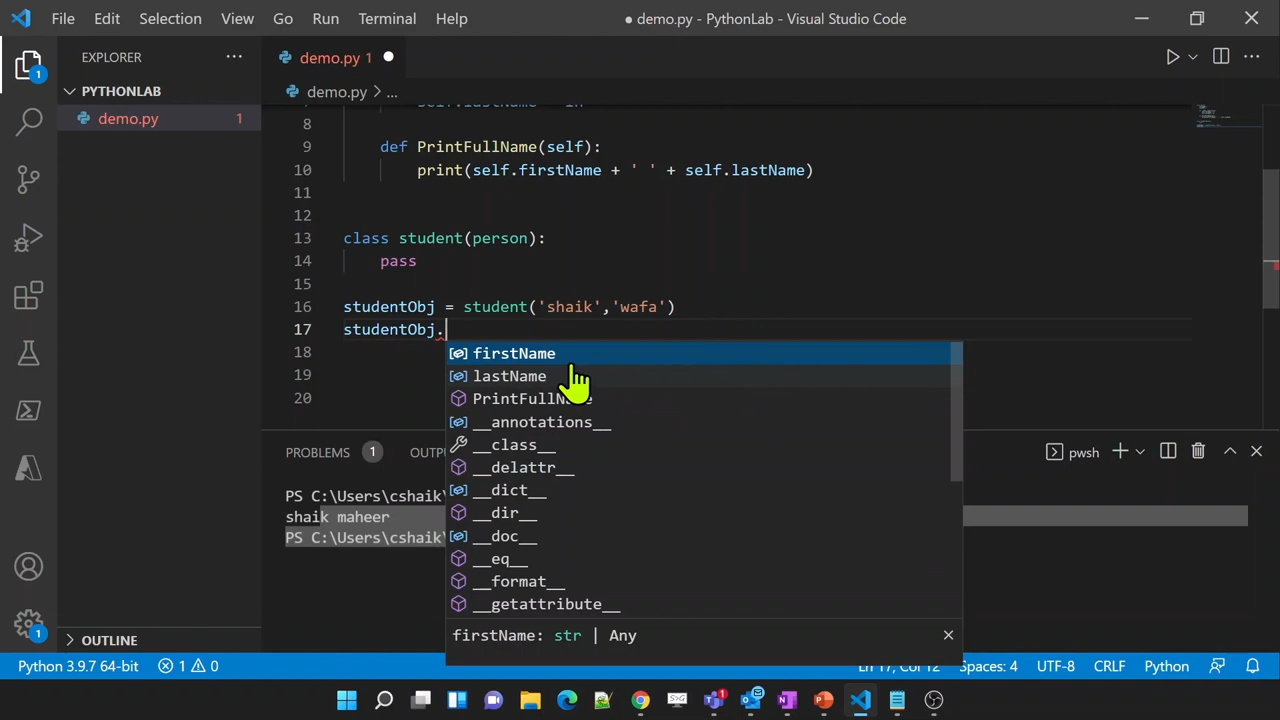 File Edit Selection View Go Run Terminal Help ● demo.py - PythonLab - Visual Studio Code
EXPLORER
demo.py 1
PYTHONLAB
demo.py > ...
demo.py 1
8
9 def PrintFullName(self):
10 print(self.firstName + ' ' + self.lastName)
11
12
13 class student(person):
14 pass
15
16 studentObj = student('shaik','wafa')
17 studentObj.
18
19
20
firstName
lastName
__annotations__
__class__
__delattr__
__dict__
__dir__
__doc__
__eq__
__format__
__getattribute__
firstName: str | Any
PROBLEMS 1
pwsh
PS C:\Users\cshaik\
shaik maheer
PS C:\Users\cshaik
OUTLINE
Python 3.9.7 64-bit 1 0 Ln 17, Col 12 Spaces: 4 UTF-8 CRLF Python